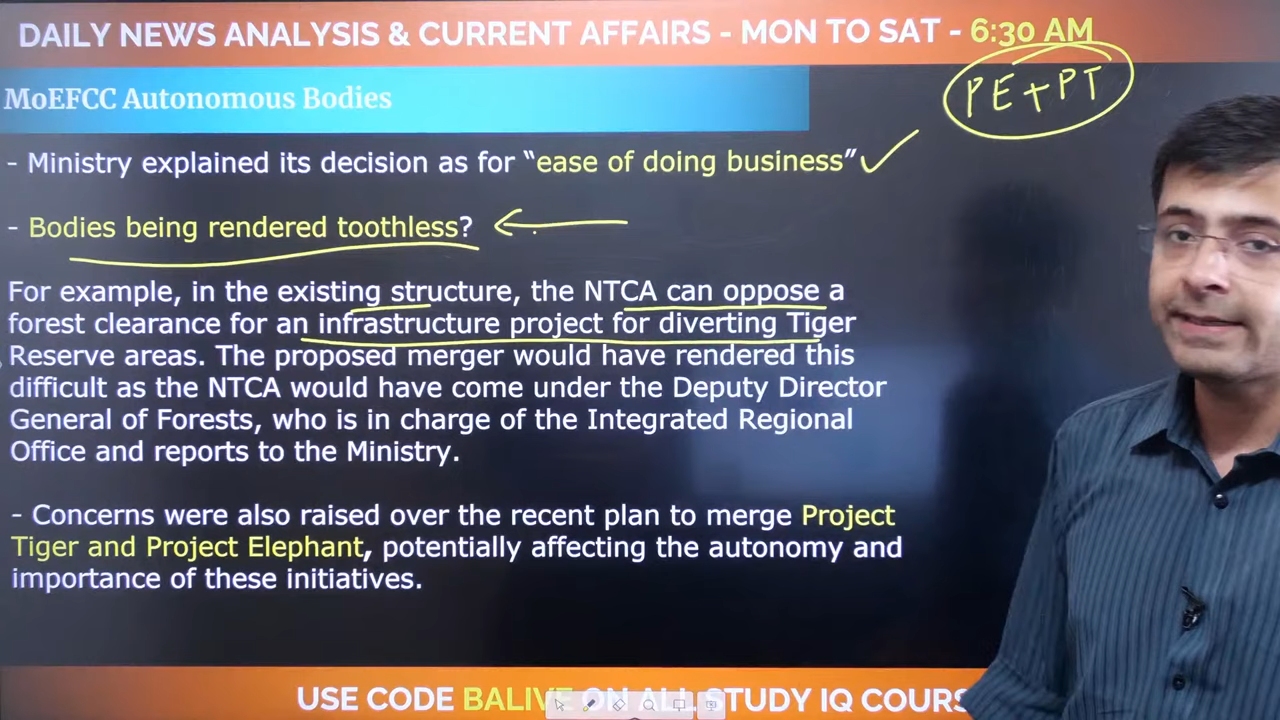 DAILY NEWS ANALYSIS & CURRENT AFFAIRS - MON TO SAT - 6:30 AM
PE+PT
MoEFCC Autonomous Bodies
- Ministry explained its decision as for “ease of doing business”
- Bodies being rendered toothless?
For example, in the existing structure, the NTCA can oppose a
forest clearance for an infrastructure project for diverting Tiger
Reserve areas. The proposed merger would have rendered this
difficult as the NTCA would have come under the Deputy Director
General of Forests, who is in charge of the Integrated Regional
Office and reports to the Ministry.
- Concerns were also raised over the recent plan to merge Project
Tiger and Project Elephant, potentially affecting the autonomy and
importance of these initiatives.
USE CODE BALIVE ON ALL STUDY IQ COURS